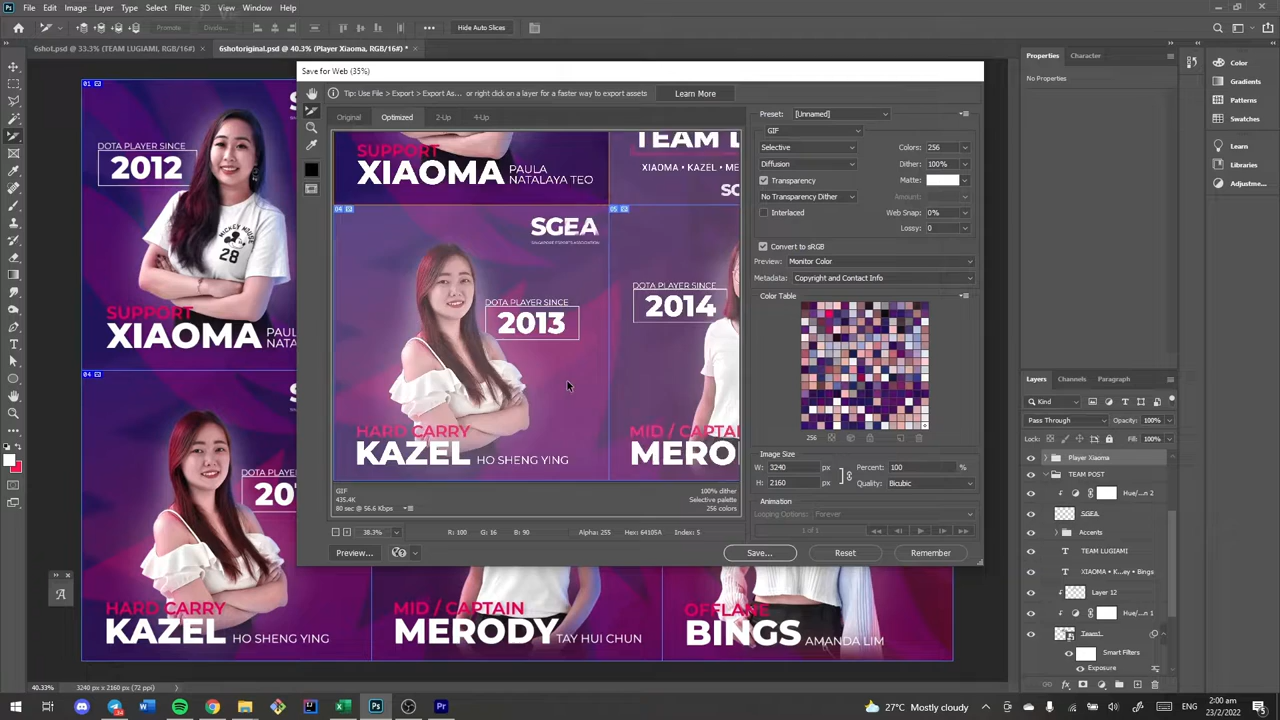 File Edit Image Layer Type Select Filter 3D View Plugins Window Help
Hide Auto Slices
6shot.psd @ 33.3% (TEAM LUGIAMI, RGB/16#)
6shotoriginal.psd @ 40.3% (Player Xiaoma, RGB/16#) *
Save for Web (35%)
Tip: Use File > Export > Export As... or right click on a layer for a faster way to export assets
Learn More
Original
Optimized
2-Up
4-Up
Preset: [Unnamed]
GIF
Selective
Colors: 256
Diffusion
Dither: 100%
Transparency
Matte:
No Transparency Dither
Amount:
Interlaced
Web Snap: 0%
Lossy: 0
Convert to sRGB
Preview: Monitor Color
Metadata: Copyright and Contact Info
Color Table
256
Image Size
W: 3240 px
Percent: 100 %
H: 2160 px
Quality: Bicubic
Animation
Looping Options: Forever
1 of 1
SUPPORT
XIAOMA PAULA
NATALAYA TEO
TEAM L
XIAOMA • KAZEL • ME
04
05
SGEA
SINGAPORE ESPORTS ASSOCIATION
DOTA PLAYER SINCE
2013
HARD CARRY
KAZEL HO SHENG YING
DOTA PLAYER SINCE
2014
MID / CAPTA
MERO
GIF
435.4K
80 sec @ 56.6 Kbps
100% dither
Selective palette
256 colors
38.3%
R: 100
G: 16
B: 90
Alpha: 255
Hex: 64105A
Index: 5
Preview...
Save...
Reset
Remember
01
DOTA PLAYER SINCE
2012
MICKEY MOUSE
28
SUPPORT
XIAOMA PAUL
NATA
04
DOTA PLAYER
20
HARD CARRY
KAZEL HO SHENG YING
MID / CAPTAIN
MERODY TAY HUI CHUN
OFFLANE
BINGS AMANDA LIM
Properties
Character
No Properties
Color
Gradients
Patterns
Swatches
Learn
Libraries
Adjustme...
Layers
Channels
Paragraph
Kind
Pass Through
Opacity: 100%
Lock:
Fill: 100%
Player Xiaoma
TEAM POST
Hue/...n 2
SGEA
Accents
TEAM LUGIAMI
XIAOMA • K...ey • Bings
Layer 12
Hue/...n 1
Team1
Smart Filters
Exposure
40.33%
3240 px x 2160 px (72 ppi)
27°C Mostly cloudy
ENG
2:00 am
23/2/2022